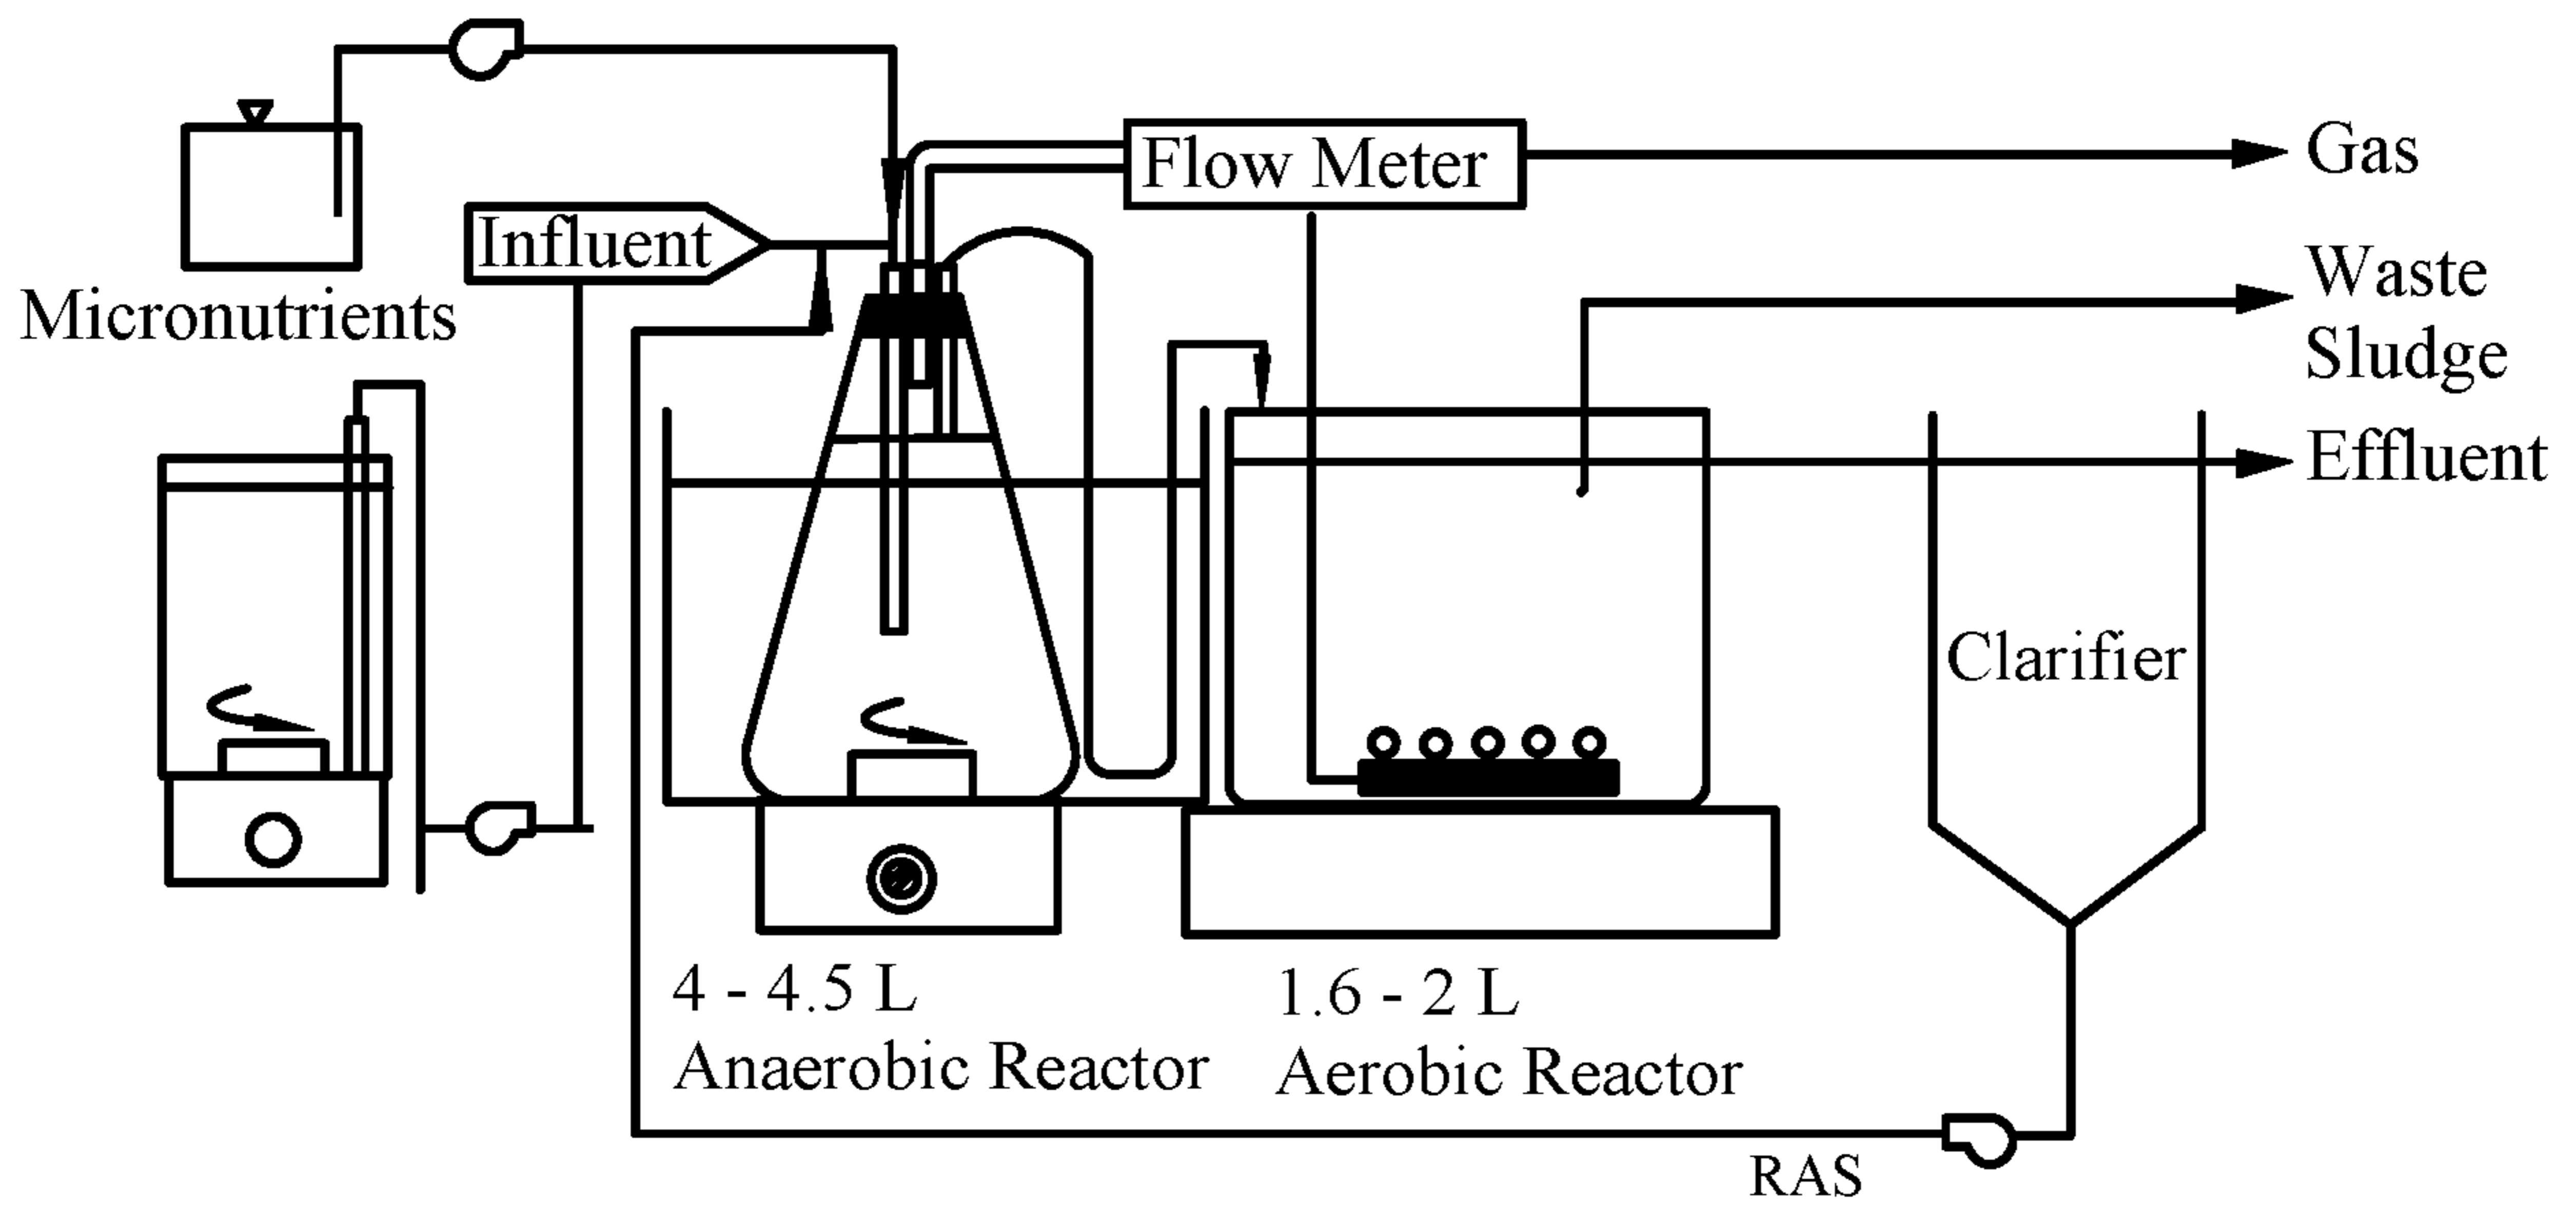 Flow Meter
Gas
Influent
Waste
Sludge
Micronutrients
Effluent
Clarifier
4 - 4.5 L
Anaerobic Reactor
1.6 - 2 L
Aerobic Reactor
RAS